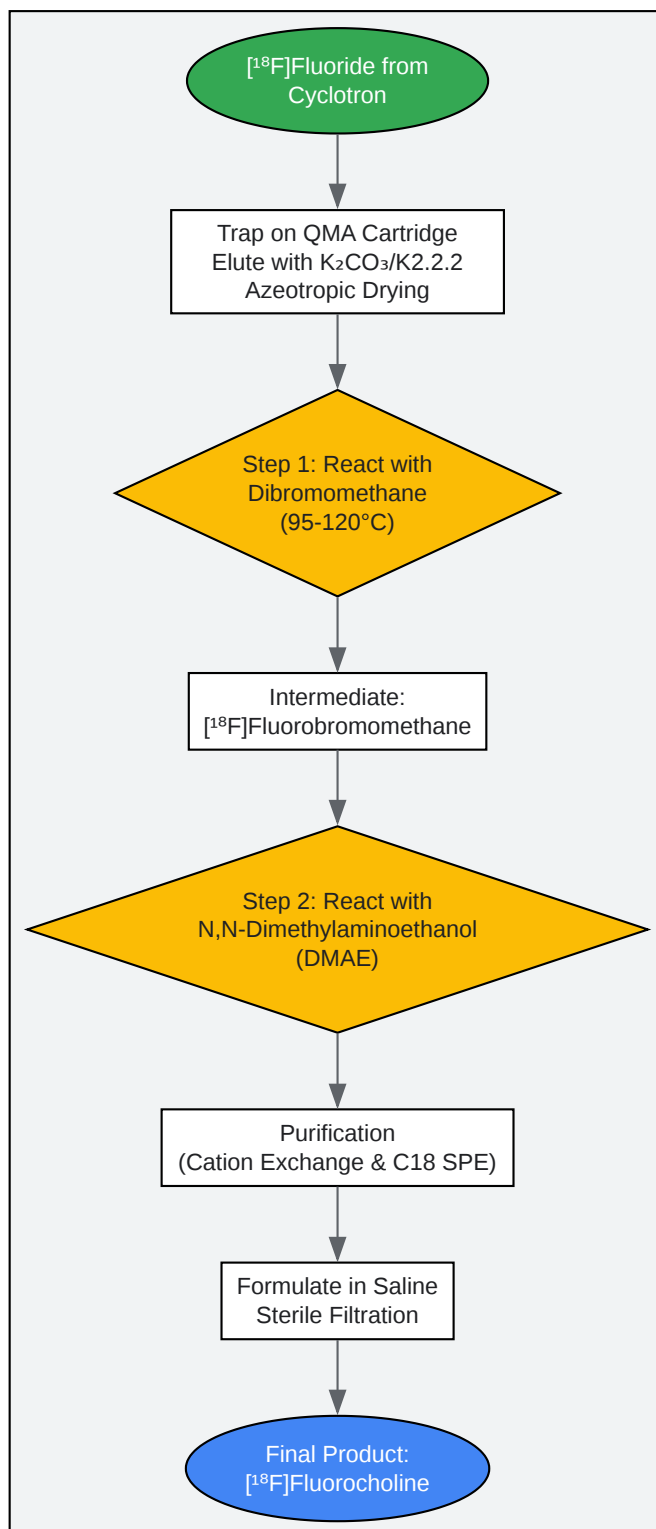 [¹⁸F]Fluoride from
Cyclotron
Trap on QMA Cartridge
Elute with K₂CO₃/K2.2.2
Azeotropic Drying
Step 1: React with
Dibromomethane
(95-120°C)
Intermediate:
[¹⁸F]Fluorobromomethane
Step 2: React with
N,N-Dimethylaminoethanol
(DMAE)
Purification
(Cation Exchange & C18 SPE)
Formulate in Saline
Sterile Filtration
Final Product:
[¹⁸F]Fluorocholine